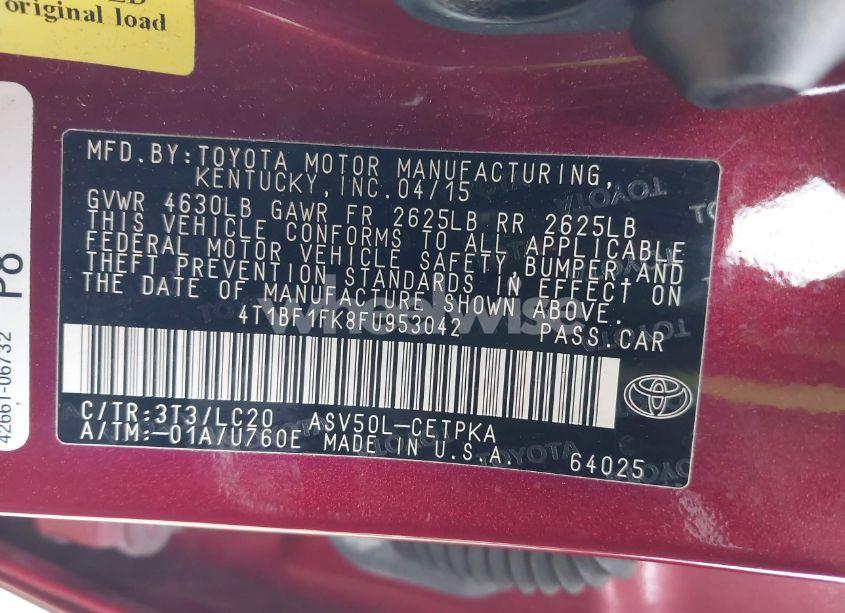 original load
42661-06732
P8
MFD.BY:TOYOTA MOTOR MANUFACTURING,
KENTUCKY, INC.04/15
GVWR 4630LB GAWR FR 2625LB RR 2625LB
THIS VEHICLE CONFORMS TO ALL APPLICABLE
FEDERAL MOTOR VEHICLE SAFETY,BUMPER,AND
THEFT PREVENTION STANDARDS IN EFFECT ON
THE DATE OF MANUFACTURE SHOWN ABOVE.
wheelwise
4T1BF1FK8FU953042 PASS.CAR
C/TR:3T3/LC20 ASV50L-CETPKA
A/TM:-01A/U760E MADE IN U.S.A. 64025